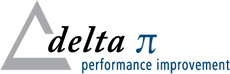 delta π
performance improvement